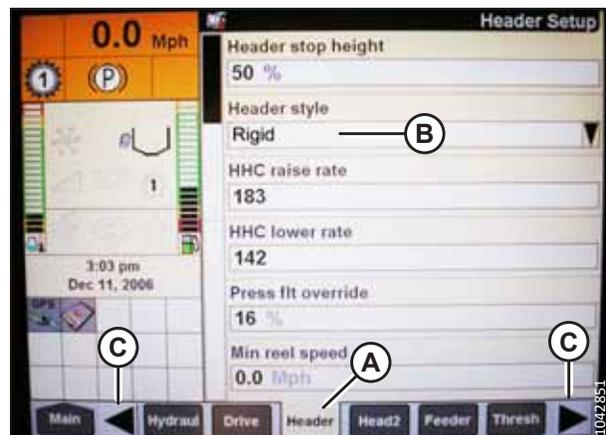 0.0 Mph
Header Setup
1
(P)
Header stop height
50 %
Header style
Rigid
B
HHC raise rate
183
1
HHC lower rate
142
3:03 pm
Dec 11, 2006
Press flt override
16 %
GPS
Min reel speed
0.0 Mph
C
A
C
Main
Hydraul
Drive
Header
Head2
Feeder
Thresh
1042851